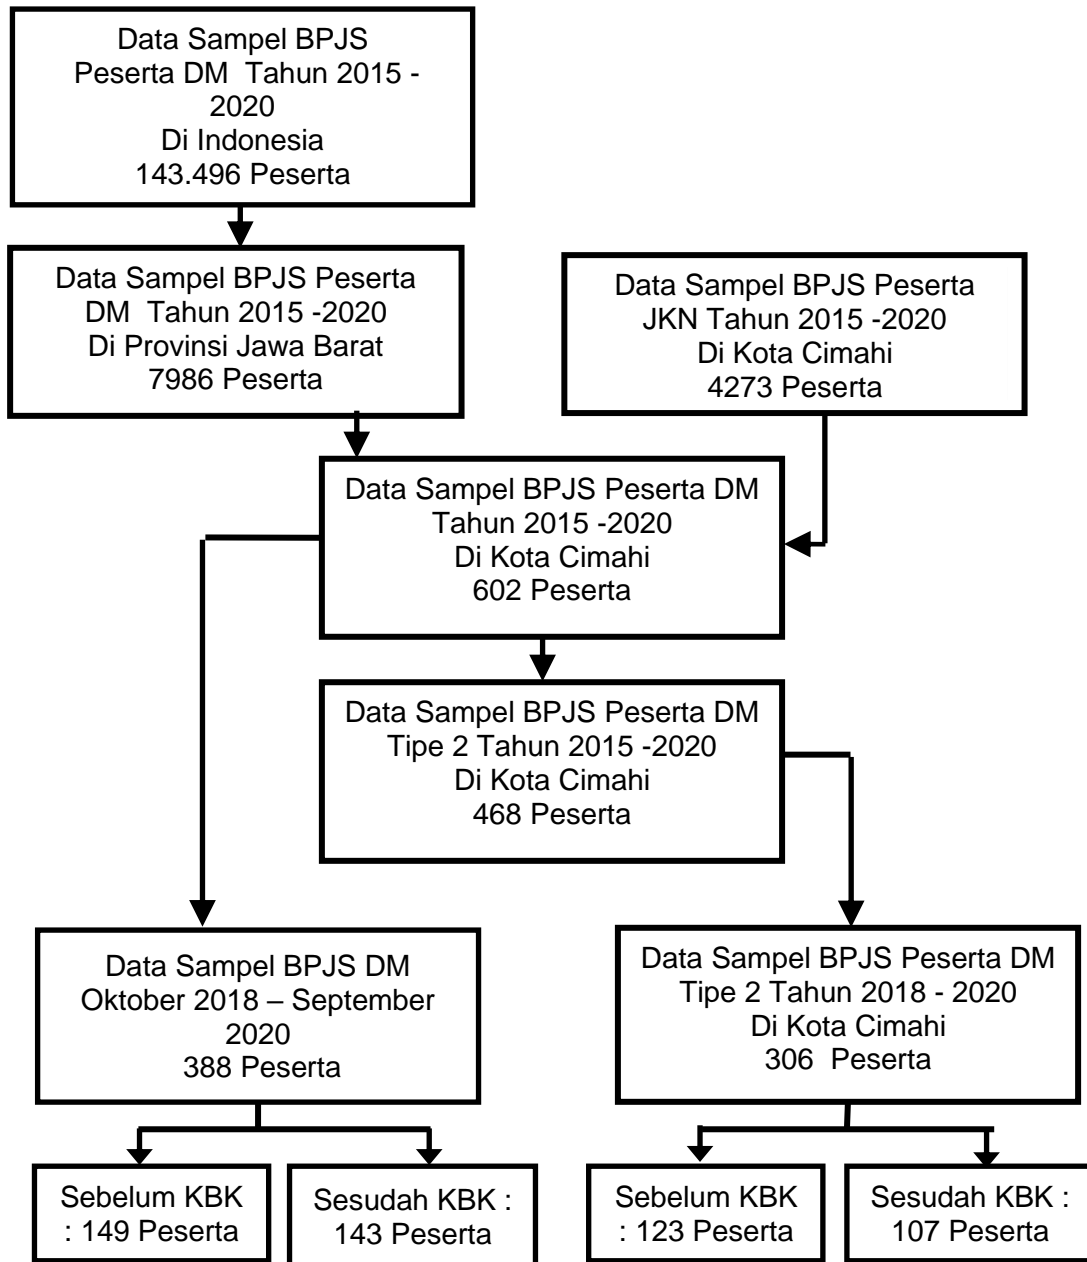 Data Sampel BPJS
Peserta DM Tahun 2015 -
2020
Di Indonesia
143.496 Peserta
Data Sampel BPJS Peserta
DM Tahun 2015 -2020
Di Provinsi Jawa Barat
7986 Peserta
Data Sampel BPJS Peserta
JKN Tahun 2015 -2020
Di Kota Cimahi
4273 Peserta
Data Sampel BPJS Peserta DM
Tahun 2015 -2020
Di Kota Cimahi
602 Peserta
Data Sampel BPJS Peserta DM
Tipe 2 Tahun 2015 -2020
Di Kota Cimahi
468 Peserta
Data Sampel BPJS DM
Oktober 2018 – September
2020
388 Peserta
Data Sampel BPJS Peserta DM
Tipe 2 Tahun 2018 - 2020
Di Kota Cimahi
306 Peserta
Sebelum KBK
: 149 Peserta
Sesudah KBK :
143 Peserta
Sebelum KBK
: 123 Peserta
Sesudah KBK :
107 Peserta